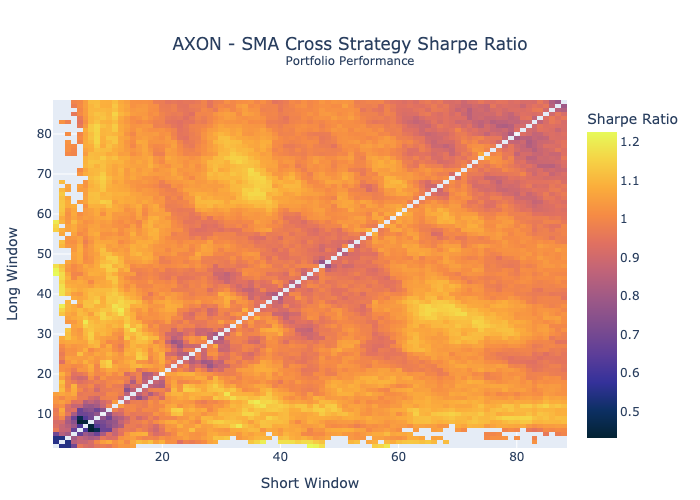 AXON - SMA Cross Strategy Sharpe Ratio
Portfolio Performance
Sharpe Ratio
1.2
1.1
1
0.9
0.8
0.7
0.6
0.5
Long Window
80
70
60
50
40
30
20
10
20 40 60 80
Short Window